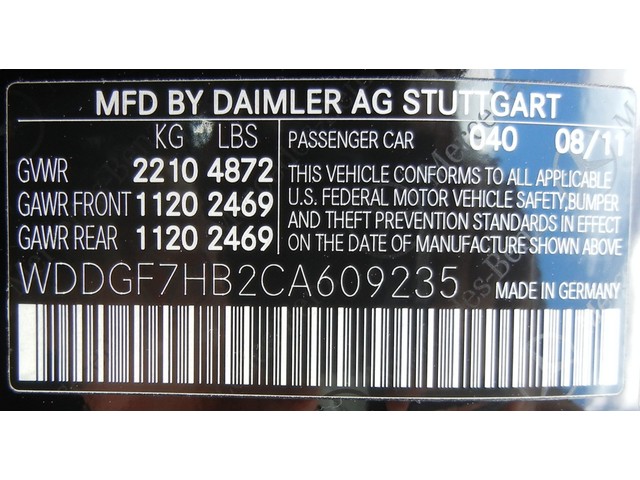 MFD BY DAIMLER AG STUTTGART
KG LBS
PASSENGER CAR 040 08/11
GVWR 2210 4872
GAWR FRONT 1120 2469
GAWR REAR 1120 2469
THIS VEHICLE CONFORMS TO ALL APPLICABLE
U.S. FEDERAL MOTOR VEHICLE SAFETY,BUMPER
AND THEFT PREVENTION STANDARDS IN EFFECT
ON THE DATE OF MANUFACTURE SHOWN ABOVE
WDDGF7HB2CA609235 MADE IN GERMANY